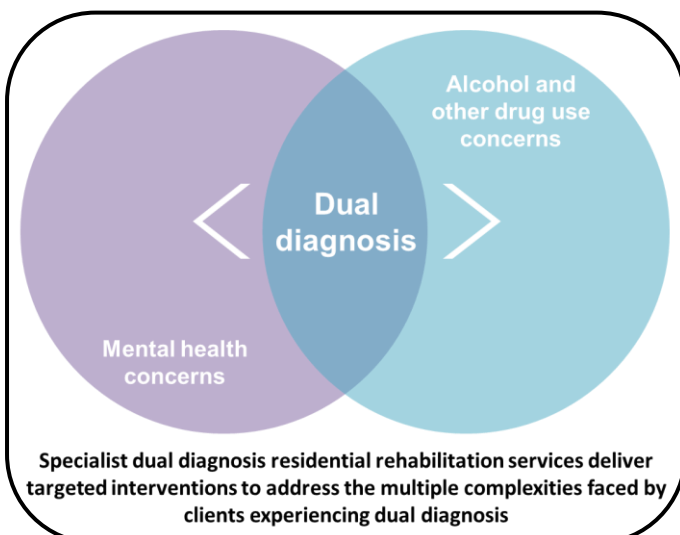 Alcohol and
other drug use
concerns
Dual
diagnosis
Mental health
concerns
Specialist dual diagnosis residential rehabilitation services deliver
targeted interventions to address the multiple complexities faced by
clients experiencing dual diagnosis